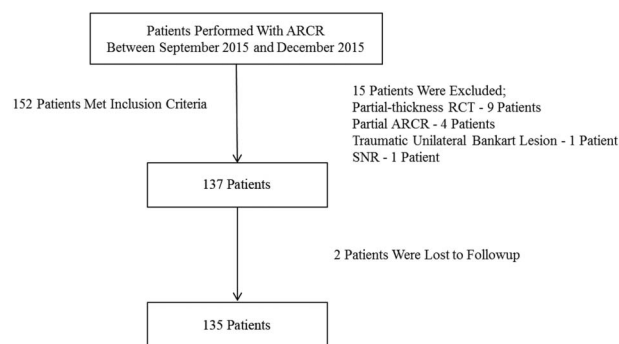 Patients Performed With ARCR
Between September 2015 and December 2015
152 Patients Met Inclusion Criteria
15 Patients Were Excluded;
Partial-thickness RCT - 9 Patients
Partial ARCR - 4 Patients
Traumatic Unilateral Bankart Lesion - 1 Patient
SNR - 1 Patient
137 Patients
2 Patients Were Lost to Followup
135 Patients